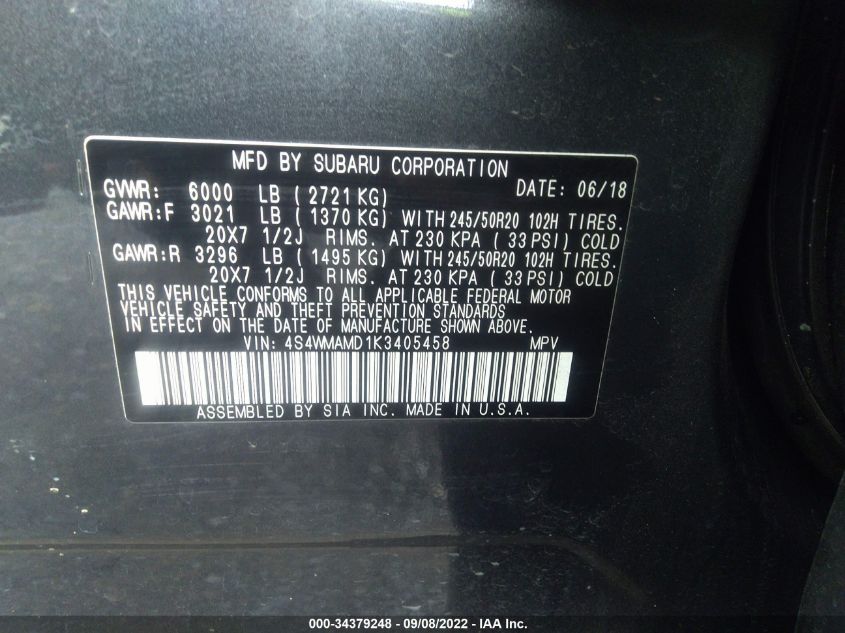 MFD BY SUBARU CORPORATION
GVWR: 6000 LB ( 2721 KG) DATE: 06/18
GAWR:F 3021 LB ( 1370 KG) WITH 245/50R20 102H TIRES.
20X7 1/2J RIMS. AT 230 KPA ( 33 PSI) COLD
GAWR:R 3296 LB ( 1495 KG) WITH 245/50R20 102H TIRES.
20X7 1/2J RIMS. AT 230 KPA ( 33 PSI) COLD
THIS VEHICLE CONFORMS TO ALL APPLICABLE FEDERAL MOTOR
VEHICLE SAFETY AND THEFT PREVENTION STANDARDS
IN EFFECT ON THE DATE OF MANUFACTURE SHOWN ABOVE.
VIN: 4S4WMAMD1K3405458 MPV
ASSEMBLED BY SIA INC. MADE IN U.S.A.
000-34379248 - 09/08/2022 - IAA Inc.